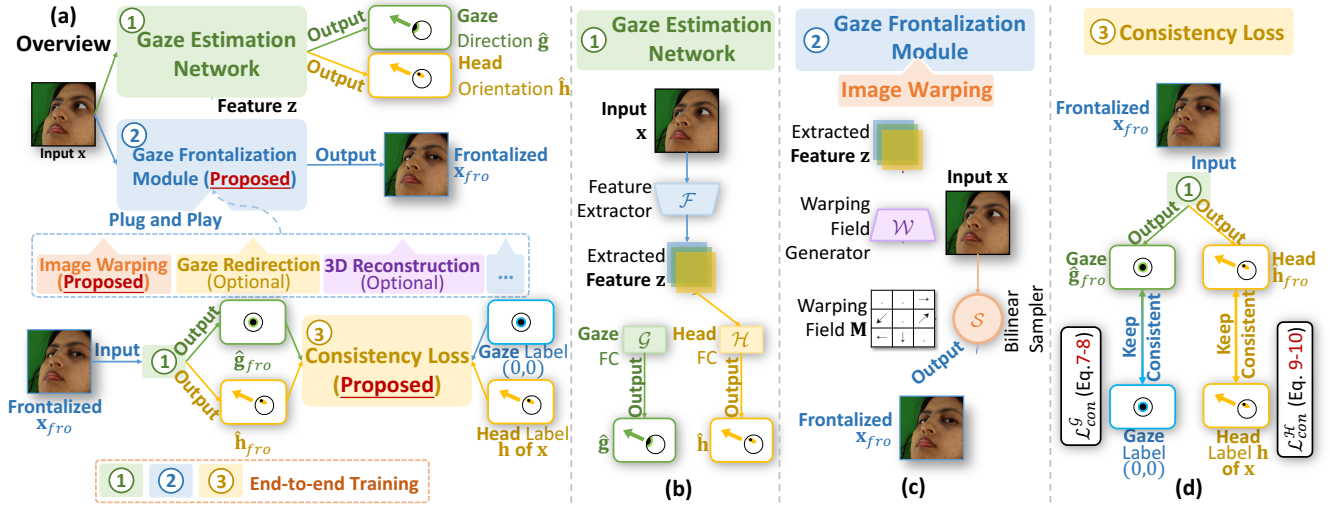 (a)
Overview
1
Gaze Estimation
Network
Output
Output
Gaze
Direction ĝ
Head
Orientation ĥ
Feature z
Input x
2
Gaze Frontalization
Module (Proposed)
Output
Frontalized
x_fro
Plug and Play
Image Warping
(Proposed)
Gaze Redirection
(Optional)
3D Reconstruction
(Optional)
...
Input
Frontalized
x_fro
1
Output
Output
ĝ_fro
ĥ_fro
3
Consistency Loss
(Proposed)
Gaze Label
(0,0)
Head Label
h of x
1
2
3
End-to-end Training
1
Gaze Estimation
Network
Input
x
Feature
Extractor
ℱ
Extracted
Feature z
Gaze
FC
𝒢
Head
FC
ℋ
Output
Output
ĝ
ĥ
(b)
2
Gaze Frontalization
Module
Image Warping
Extracted
Feature z
Input x
Warping
Field
Generator
𝒲
Warping
Field M
𝒮
Bilinear
Sampler
Output
Frontalized
x_fro
(c)
3
Consistency Loss
Frontalized
x_fro
Input
1
Output
Output
Gaze
ĝ_fro
Head
ĥ_fro
Keep
Consistent
Keep
Consistent
ℒ^𝒢_con (Eq.7-8)
ℒ^ℋ_con (Eq. 9-10)
Gaze
Label
(0,0)
Head
Label h
of x
(d)